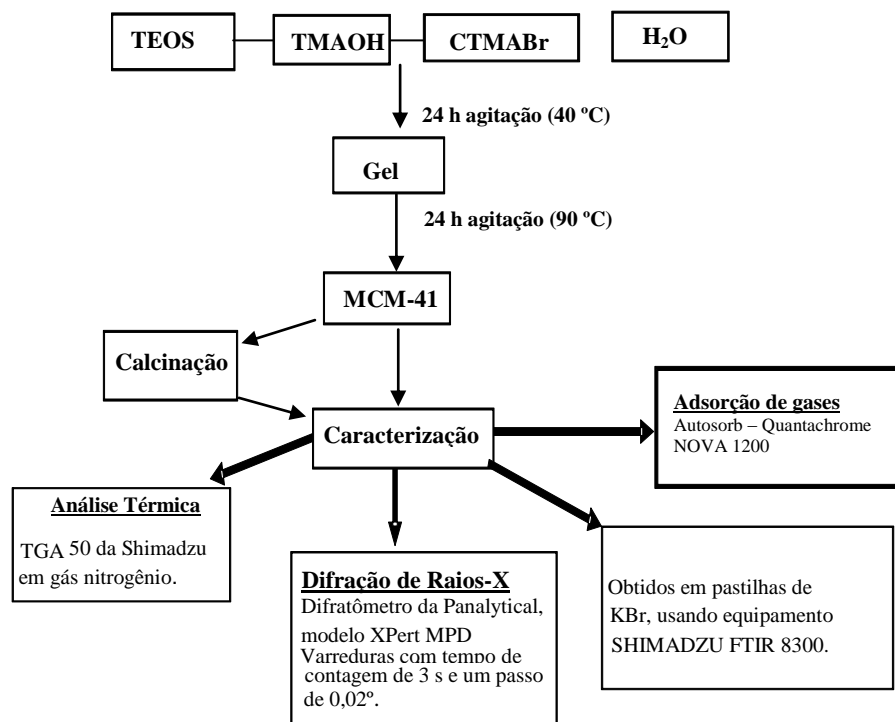 TEOS
TMAOH
CTMABr
H₂O
24 h agitação (40 ºC)
Gel
24 h agitação (90 ºC)
MCM-41
Calcinação
Caracterização
Adsorção de gases
Autosorb – Quantachrome
NOVA 1200
Análise Térmica
TGA 50 da Shimadzu
em gás nitrogênio.
Difração de Raios-X
Difratômetro da Panalytical,
modelo XPert MPD
Varreduras com tempo de
contagem de 3 s e um passo
de 0,02º.
Obtidos em pastilhas de
KBr, usando equipamento
SHIMADZU FTIR 8300.